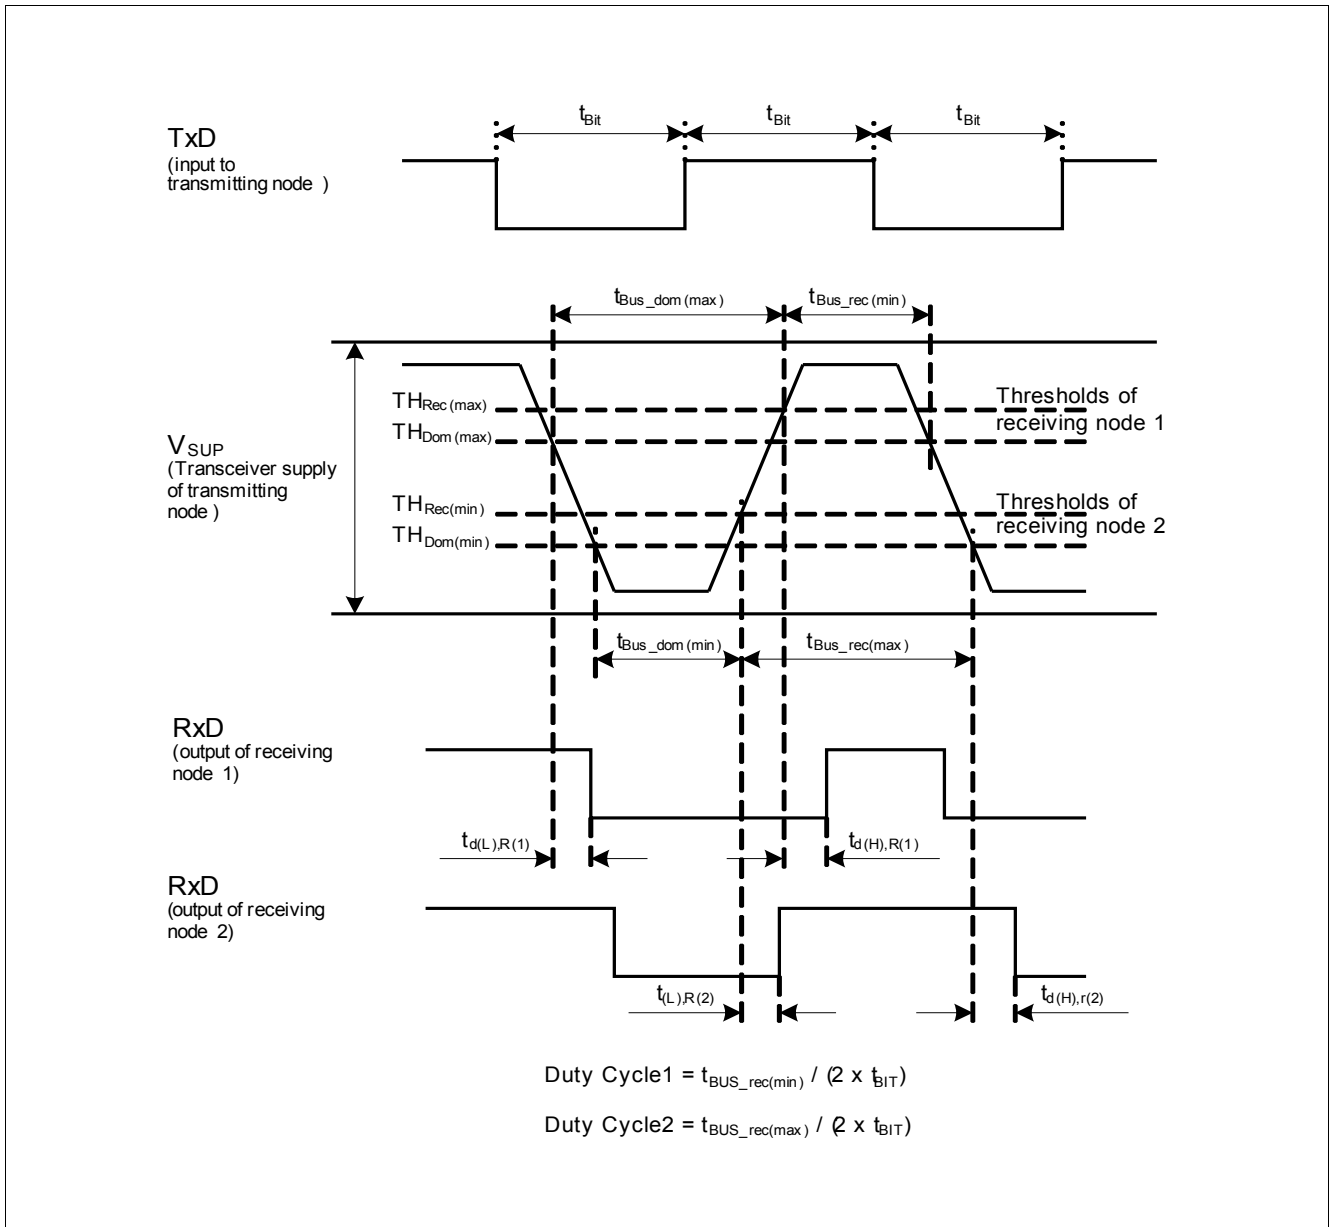 t_Bit t_Bit t_Bit
TxD
(input to
transmitting node )
t_Bus_dom(max) t_Bus_rec(min)
TH_Rec(max)
TH_Dom(max)
Thresholds of
receiving node 1
V_SUP
(Transceiver supply
of transmitting
node)
TH_Rec(min)
TH_Dom(min)
Thresholds of
receiving node 2
t_Bus_dom(min) t_Bus_rec(max)
RxD
(output of receiving
node 1)
t_d(L),R(1) t_d(H),R(1)
RxD
(output of receiving
node 2)
t_(L),R(2) t_d(H),r(2)
Duty Cycle1 = t_BUS_rec(min) / (2 x t_BIT)
Duty Cycle2 = t_BUS_rec(max) / (2 x t_BIT)